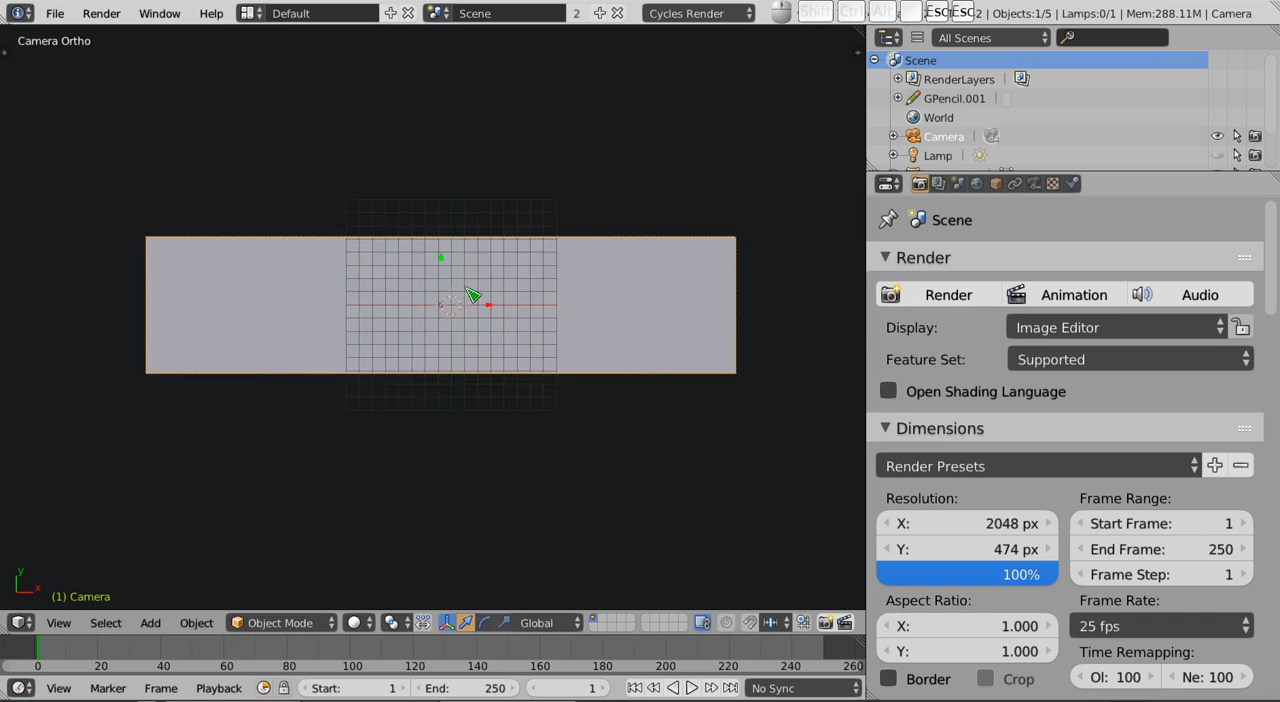 File Render Window Help Default Scene 2 Cycles Render Shift Ctrl Alt ESC ESC 2 | Objects:1/5 | Lamps:0/1 | Mem:288.11M | Camera
Camera Ortho
All Scenes
Scene
RenderLayers
GPencil.001
World
Camera
Lamp
Scene
Render
Render Animation Audio
Display: Image Editor
Feature Set: Supported
Open Shading Language
Dimensions
Render Presets
Resolution: Frame Range:
X: 2048 px Start Frame: 1
Y: 474 px End Frame: 250
100% Frame Step: 1
Aspect Ratio: Frame Rate:
X: 1.000 25 fps
Y: 1.000 Time Remapping:
Border Crop Ol: 100 Ne: 100
y
x
(1) Camera
View Select Add Object Object Mode Global
0 20 40 60 80 100 120 140 160 180 200 220 240 260
View Marker Frame Playback Start: 1 End: 250 1 No Sync